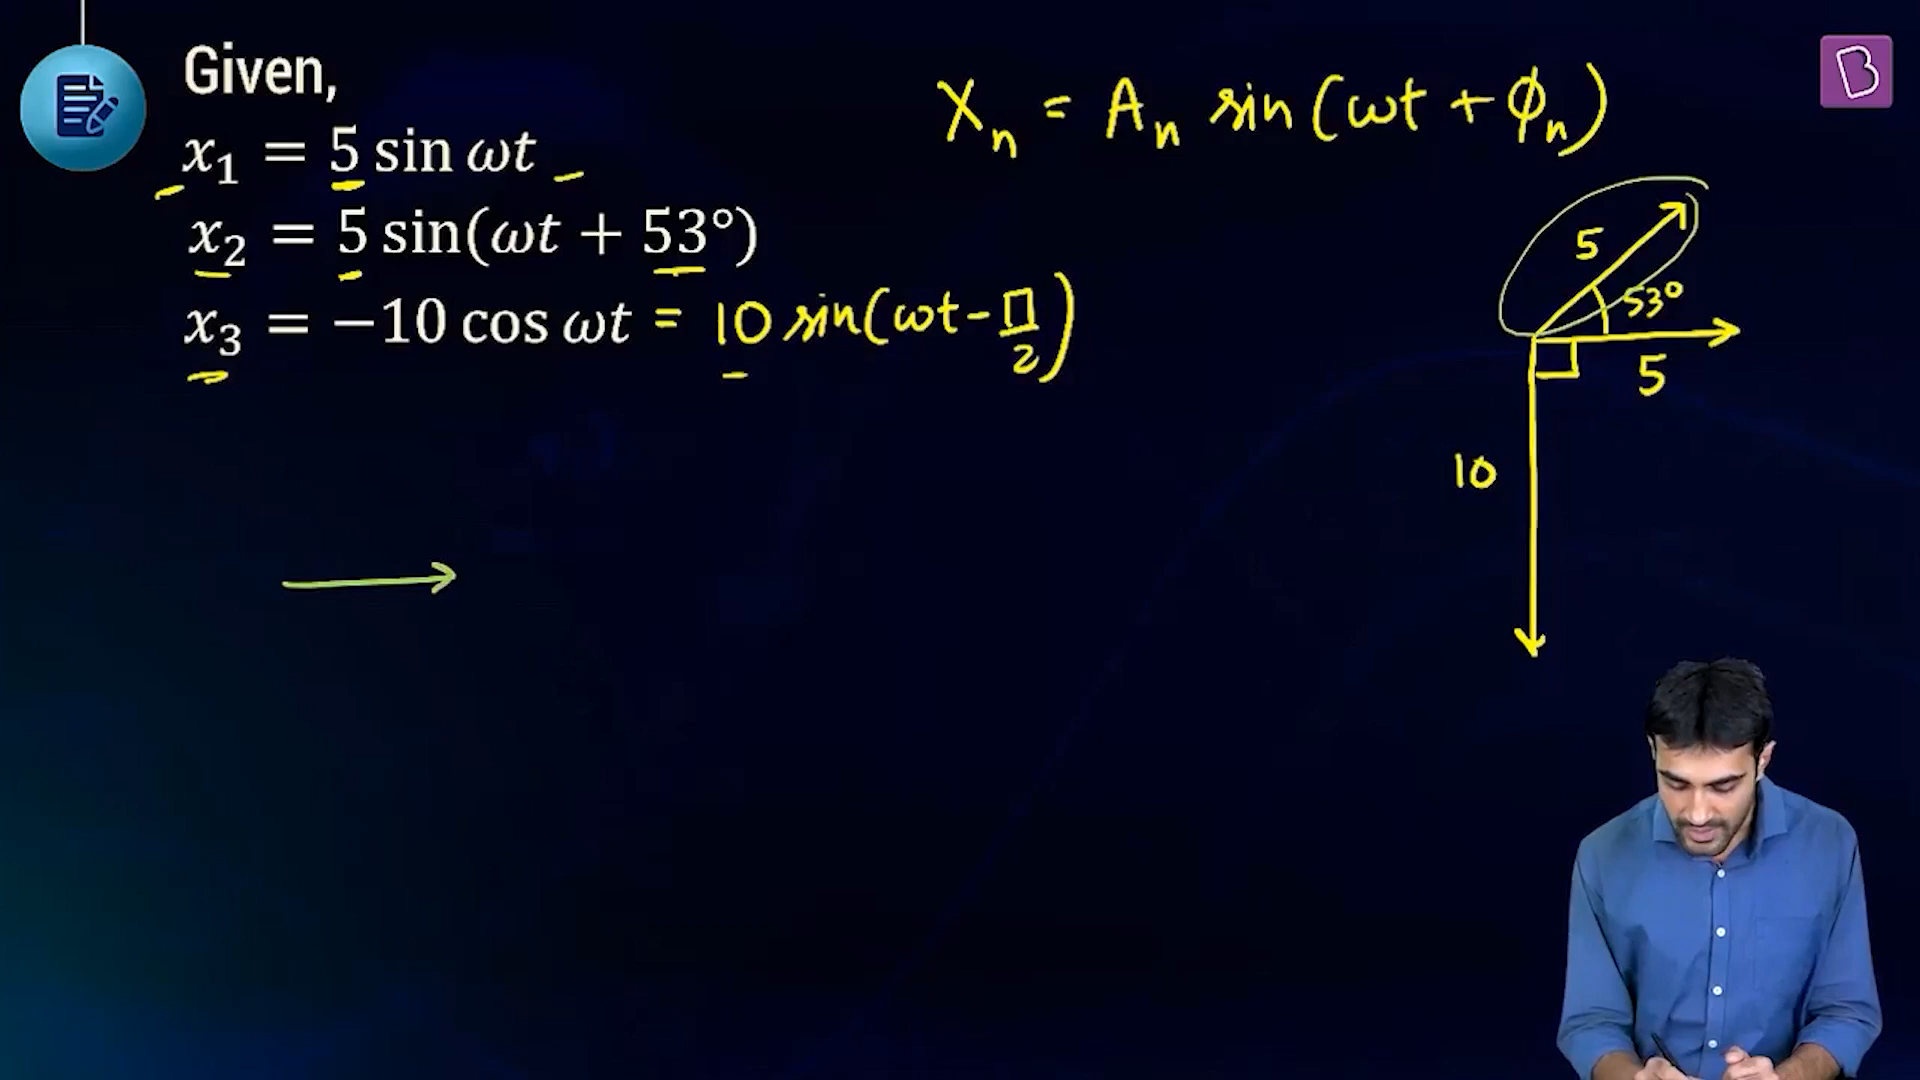 Given,
x₁ = 5 sin ωt
x₂ = 5 sin(ωt + 53°)
x₃ = −10 cos ωt = 10 sin(ωt - π/2)
Xₙ = Aₙ sin(ωt + ϕₙ)
5
53°
5
10
B